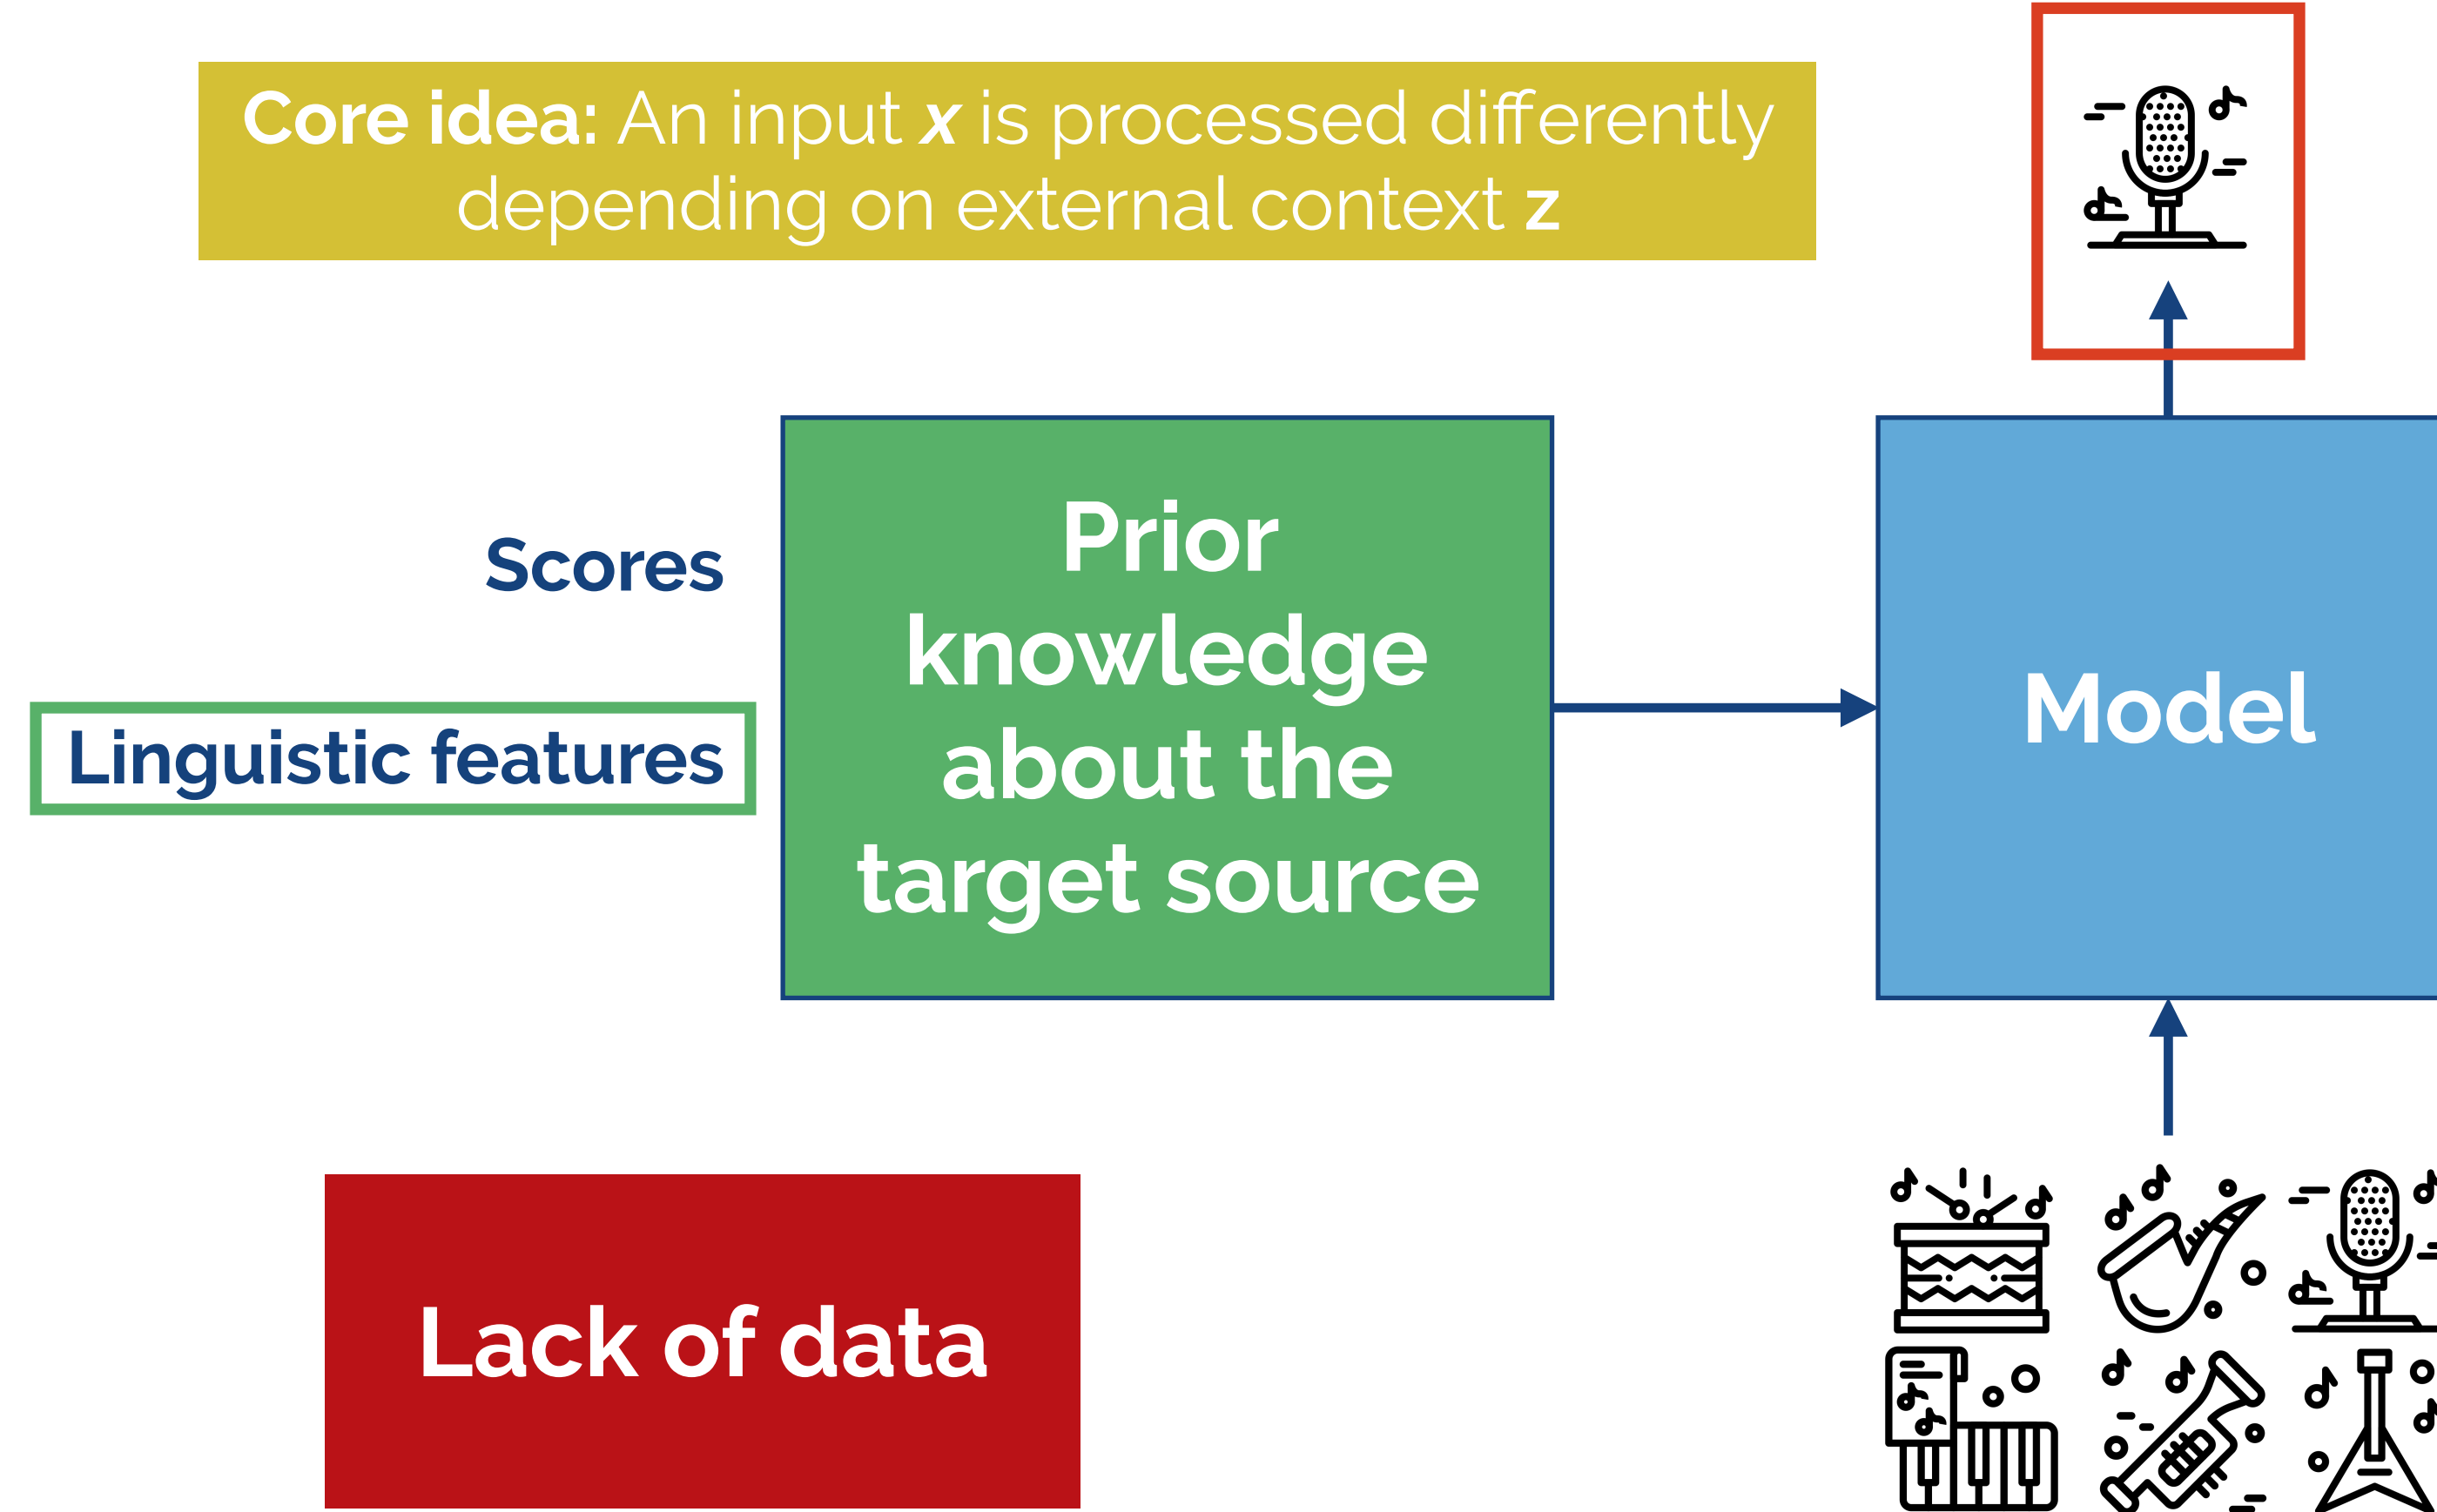 Core idea: An input x is processed differently
depending on external context z
Scores
Linguistic features
Prior
knowledge
about the
target source
Model
Lack of data